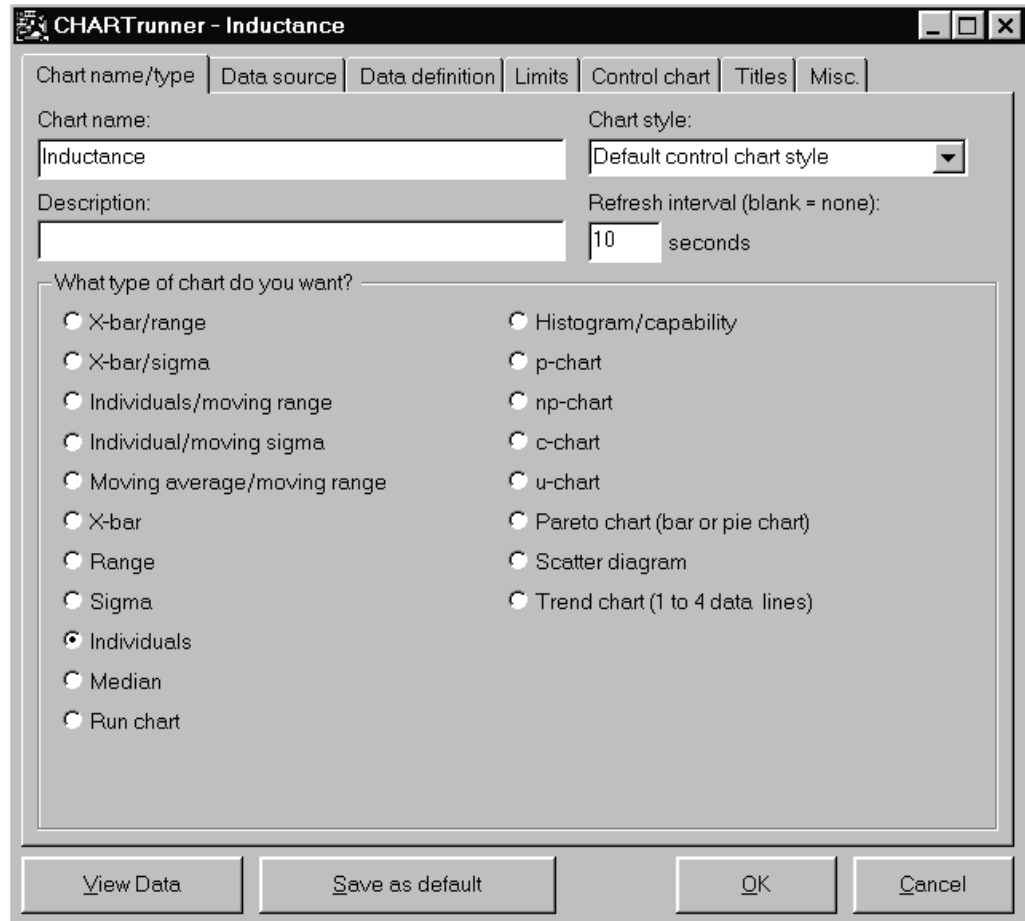 CHARTrunner - Inductance
Chart name/type Data source Data definition Limits Control chart Titles Misc.
Chart name:
Inductance
Chart style:
Default control chart style
Description:
Refresh interval (blank = none):
10 seconds
What type of chart do you want?
X-bar/range
X-bar/sigma
Individuals/moving range
Individual/moving sigma
Moving average/moving range
X-bar
Range
Sigma
Individuals
Median
Run chart
Histogram/capability
p-chart
np-chart
c-chart
u-chart
Pareto chart (bar or pie chart)
Scatter diagram
Trend chart (1 to 4 data lines)
View Data Save as default OK Cancel